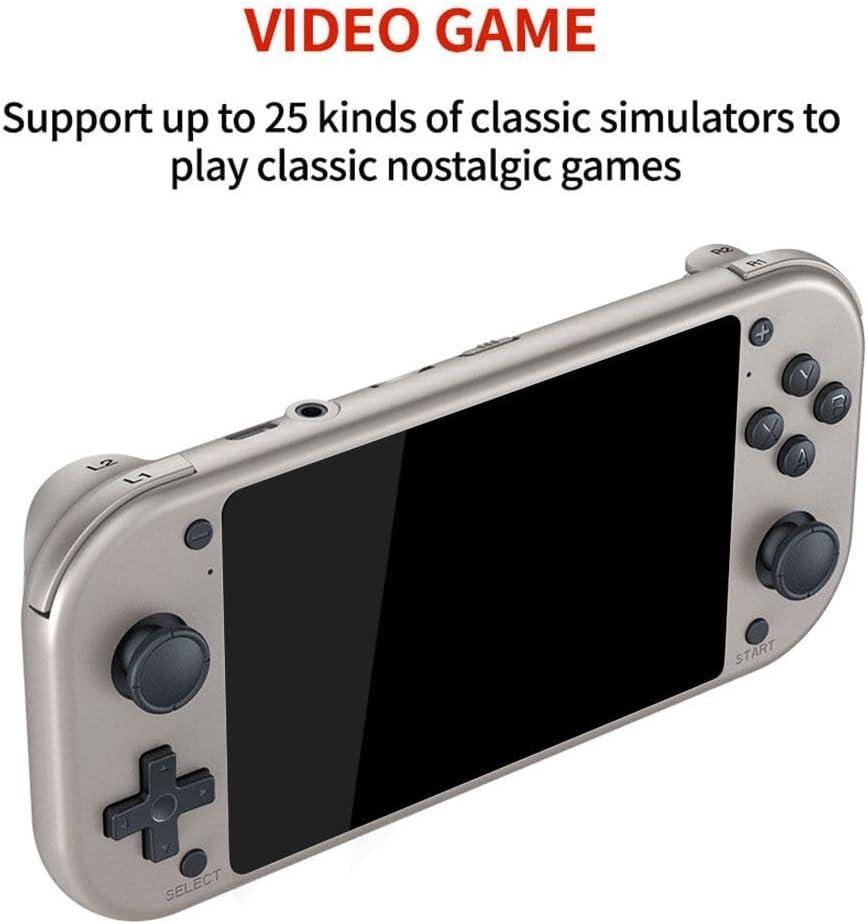 VIDEO GAME
Support up to 25 kinds of classic simulators to
play classic nostalgic games
R2
R1
L2
L1
+
Y
B
X
A
-
START
SELECT